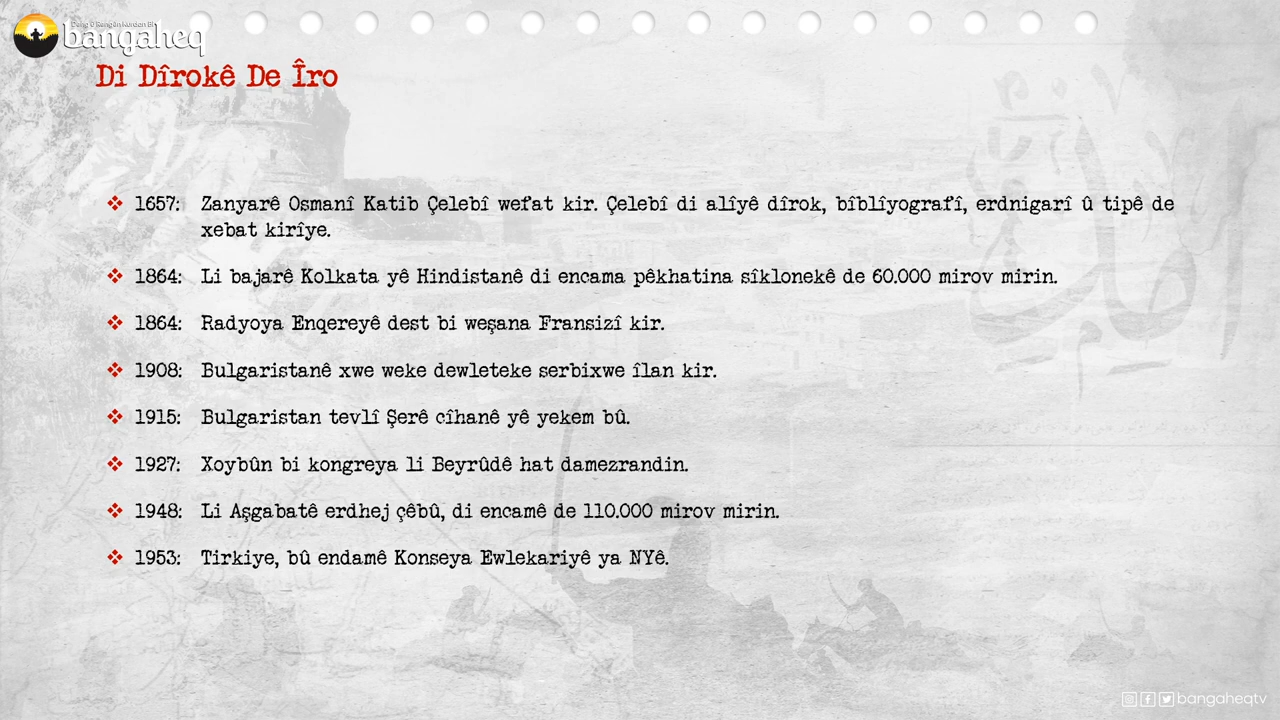 Deng û Rengên Kurdan Bi
bangaheq
Di Dîrokê De Îro
❖ 1657: Zanyarê Osmanî Katib Çelebî wefat kir. Çelebî di alîyê dîrok, bîblîyografî, erdnigarî û tipê de
xebat kirîye.
❖ 1864: Li bajarê Kolkata yê Hindistanê di encama pêkhatina sîklonekê de 60.000 mirov mirin.
❖ 1864: Radyoya Enqereyê dest bi weşana Fransizî kir.
❖ 1908: Bulgaristanê xwe weke dewleteke serbixwe îlan kir.
❖ 1915: Bulgaristan tevlî Şerê cîhanê yê yekem bû.
❖ 1927: Xoybûn bi kongreya li Beyrûdê hat damezrandin.
❖ 1948: Li Aşgabatê erdhej çêbû, di encamê de 110.000 mirov mirin.
❖ 1953: Tirkiye, bû endamê Konseya Ewlekariyê ya NYê.
bangaheqtv